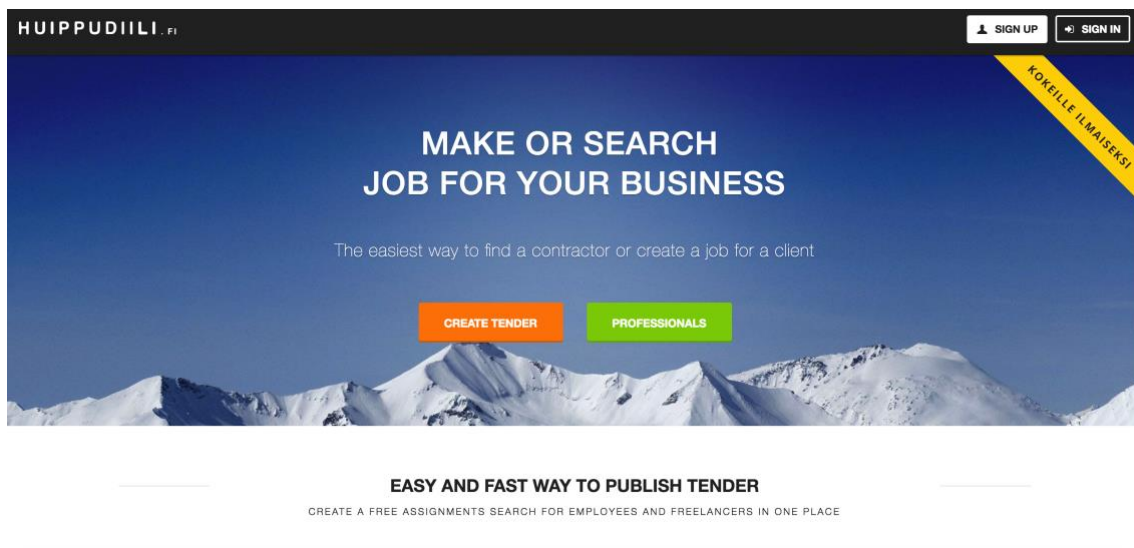 HUIPPUDIILI.FI
SIGN UP
SIGN IN
KOKEILLE ILMAISEKSI
MAKE OR SEARCH
JOB FOR YOUR BUSINESS
The easiest way to find a contractor or create a job for a client
CREATE TENDER
PROFESSIONALS
EASY AND FAST WAY TO PUBLISH TENDER
CREATE A FREE ASSIGNMENTS SEARCH FOR EMPLOYEES AND FREELANCERS IN ONE PLACE